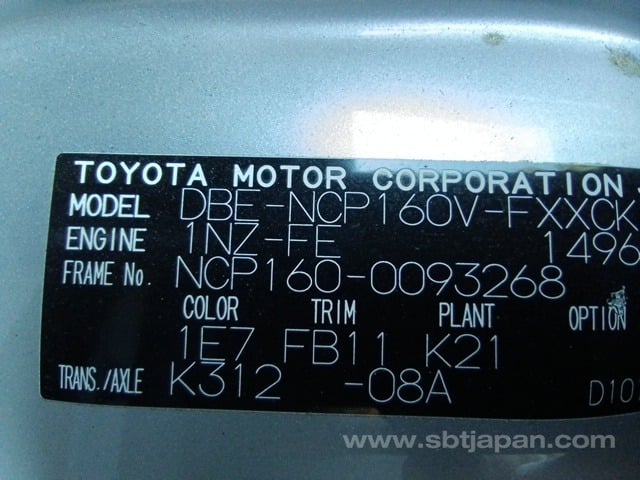 TOYOTA MOTOR CORPORATION
MODEL DBE-NCP160V-FXXCK
ENGINE 1NZ-FE 1496
FRAME No. NCP160-0093268
COLOR TRIM PLANT OPTION
1E7 FB11 K21
TRANS./AXLE K312 -08A D10
www.sbtjapan.com